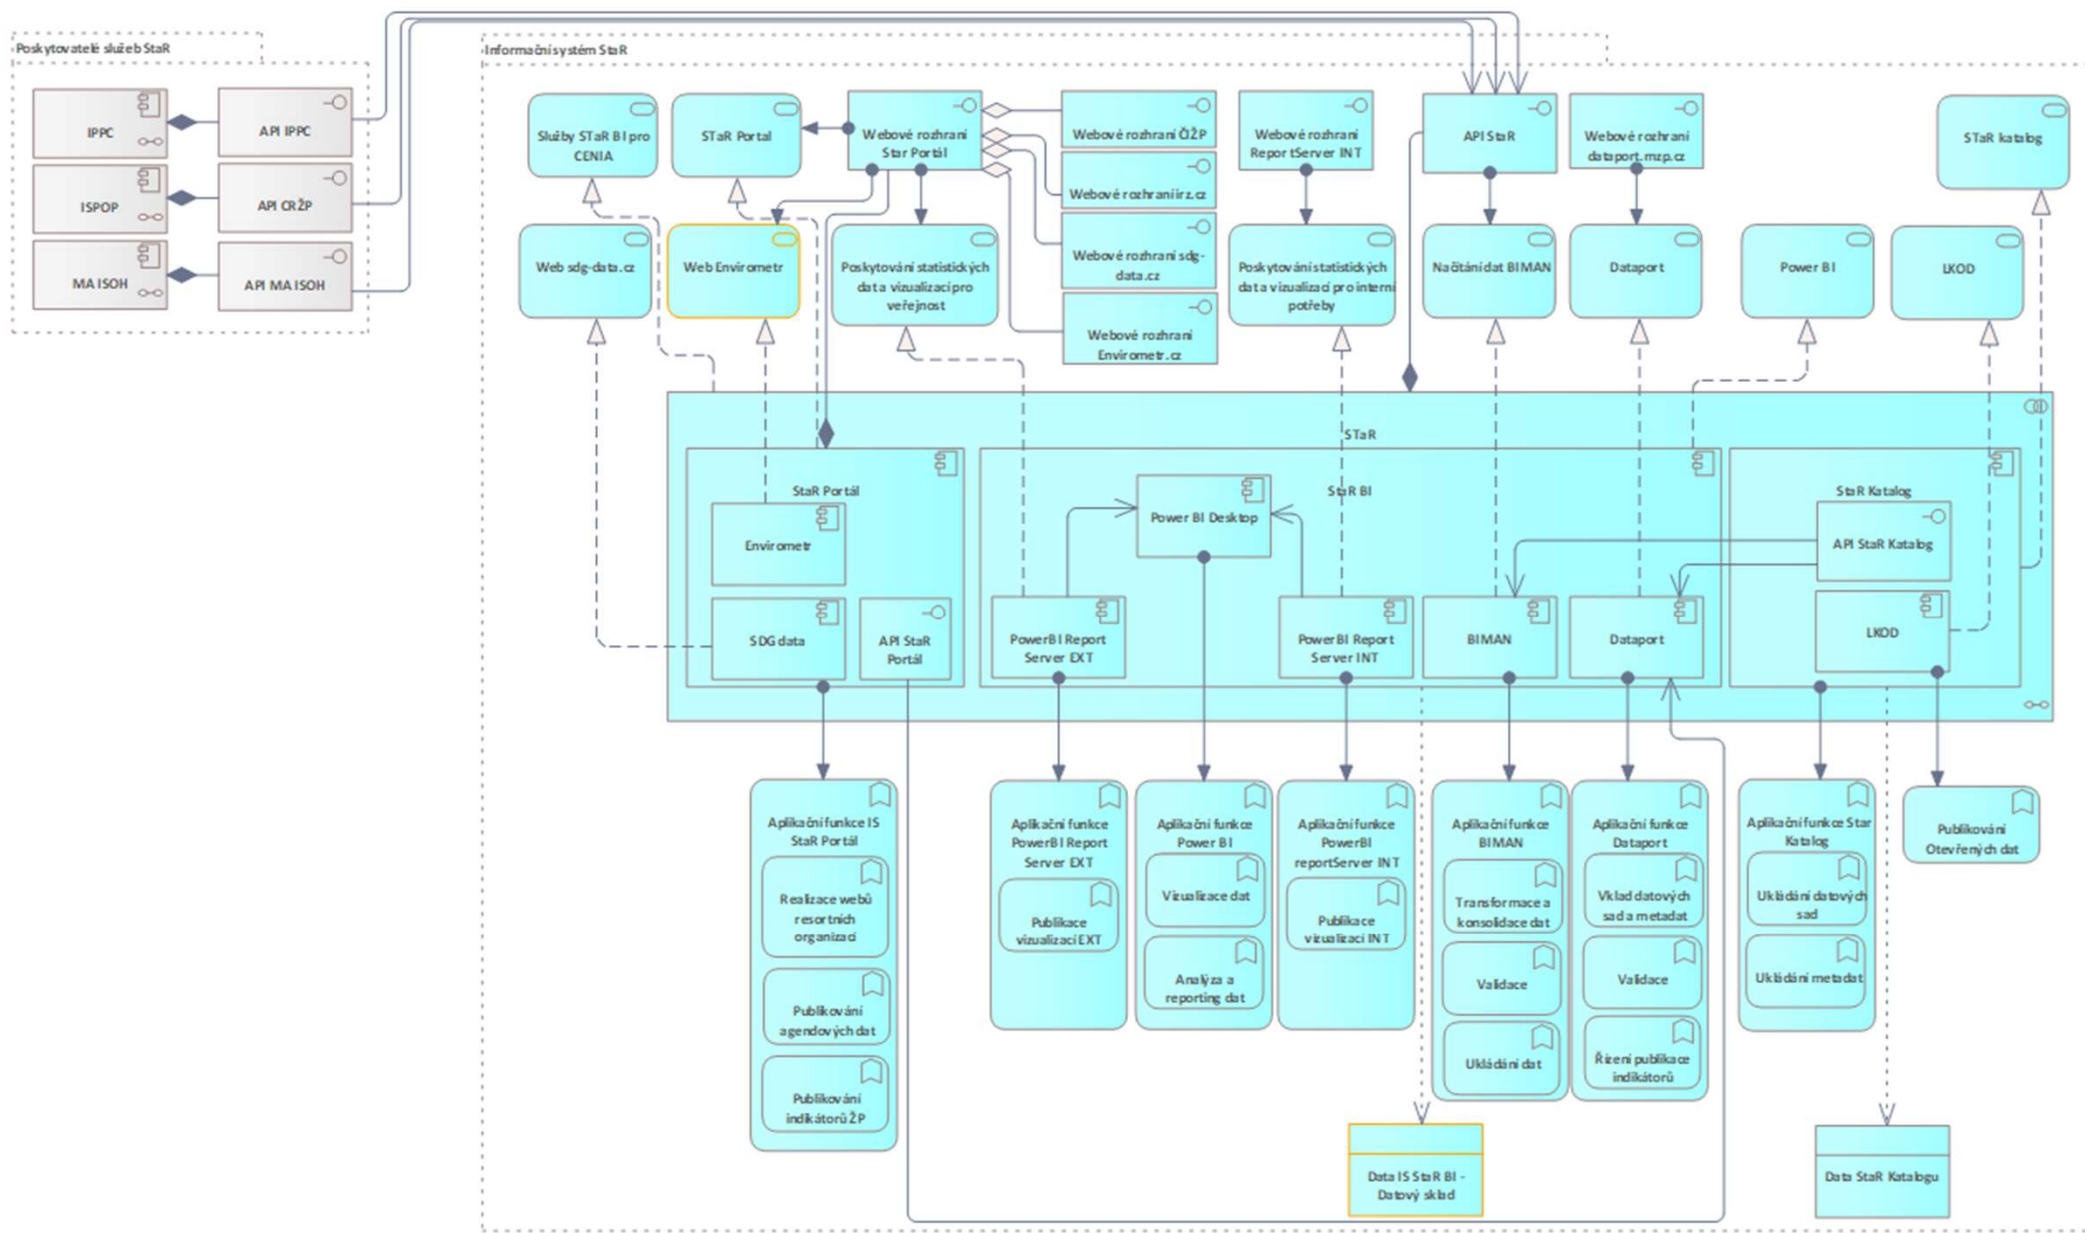 Poskytovatelé služeb StaR
IPPC
API IPPC
ISPOP
API CRŽP
MA ISOH
API MA ISOH
Informační systém StaR
Služby STaR BI pro
CENIA
STaR Portal
Webové rozhraní
Star Portál
Webové rozhraní ČIŽP
Webové rozhraní irz.cz
Webové rozhraní sdg-
data.cz
Webové rozhraní
Envirometr.cz
Webové rozhraní
ReportServer INT
API StaR
Webové rozhraní
dataport.mzp.cz
STaR katalog
Web sdg-data.cz
Web Envirometr
Poskytování statistických
dat a vizualizací pro
veřejnost
Poskytování statistických
dat a vizualizací pro interní
potřeby
Načítání dat BIMAN
Dataport
Power BI
LKOD
STaR
StaR Portál
Envirometr
SDG data
API StaR
Portál
StaR BI
Power BI Desktop
PowerBI Report
Server EXT
PowerBI Report
Server INT
BIMAN
Dataport
StaR Katalog
API StaR Katalog
LKOD
Aplikační funkce IS
StaR Portál
Realizace webů
resortních
organizací
Publikování
agendových dat
Publikování
indikátorů ŽP
Aplikační funkce
PowerBI Report
Server EXT
Publikace
vizualizací EXT
Aplikační funkce
Power BI
Vizualizace dat
Analýza a
reporting dat
Aplikační funkce
PowerBI
reportServer INT
Publikace
vizualizací INT
Aplikační funkce
BIMAN
Transformace a
konsolidace dat
Validace
Ukládání dat
Aplikační funkce
Dataport
Vklad datových
sad a metadat
Validace
Řízení publikace
indikátorů
Aplikační funkce Star
Katalog
Ukládání datových
sad
Ukládání metadat
Publikování
Otevřených dat
Data IS StaR BI -
Datový sklad
Data StaR Katalogu